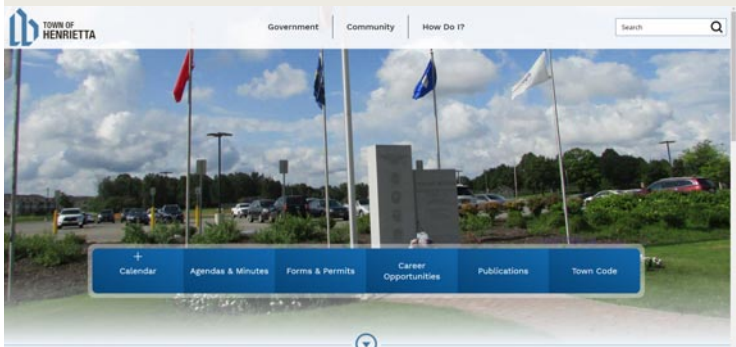 TOWN OF
HENRIETTA
Government
Community
How Do I?
Search
Calendar
Agendas & Minutes
Forms & Permits
Career
Opportunities
Publications
Town Code